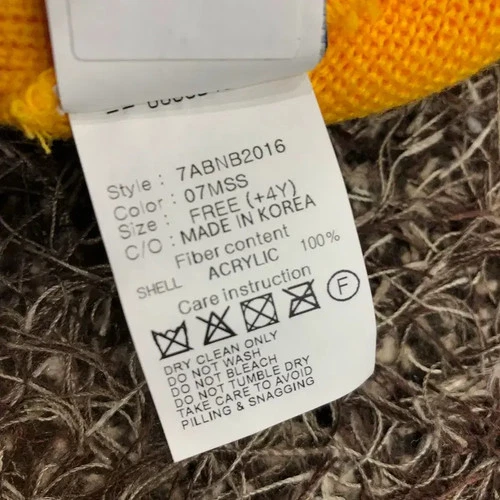 Style : 7ABNB2016
Color : 07MSS
Size : FREE (+4Y)
C/O : MADE IN KOREA
Fiber content
SHELL ACRYLIC 100%
Care instruction
F
DRY CLEAN ONLY
DO NOT WASH
DO NOT BLEACH
DO NOT TUMBLE DRY
TAKE CARE TO AVOID
PILLING & SNAGGING